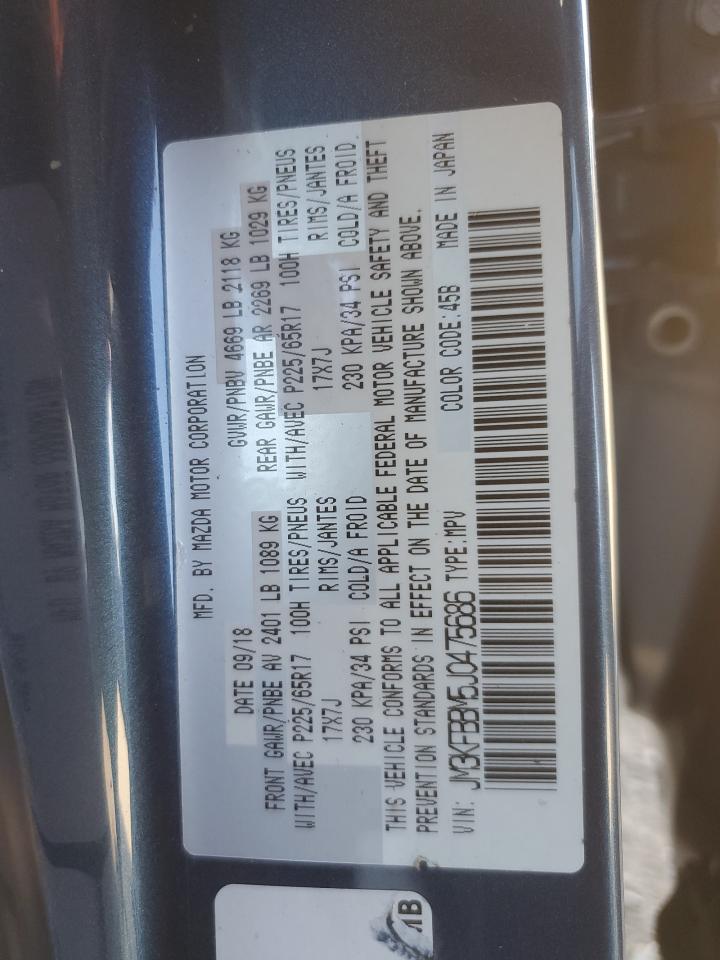 MFD. BY MAZDA MOTOR CORPORATION
DATE 09/18 GVWR/PNBV 4669 LB 2118 KG
FRONT GAWR/PNBE AV 2401 LB 1089 KG REAR GAWR/PNBE AR 2269 LB 1029 KG
WITH/AVEC P225/65R17 100H TIRES/PNEUS WITH/AVEC P225/65R17 100H TIRES/PNEUS
17X7J RIMS/JANTES 17X7J RIMS/JANTES
230 KPA/34 PSI COLD/A FROID 230 KPA/34 PSI COLD/A FROID
THIS VEHICLE CONFORMS TO ALL APPLICABLE FEDERAL MOTOR VEHICLE SAFETY AND THEFT
PREVENTION STANDARDS IN EFFECT ON THE DATE OF MANUFACTURE SHOWN ABOVE.
VIN: JM3KFBBM5J0475686 TYPE:MPV COLOR CODE:45B MADE IN JAPAN